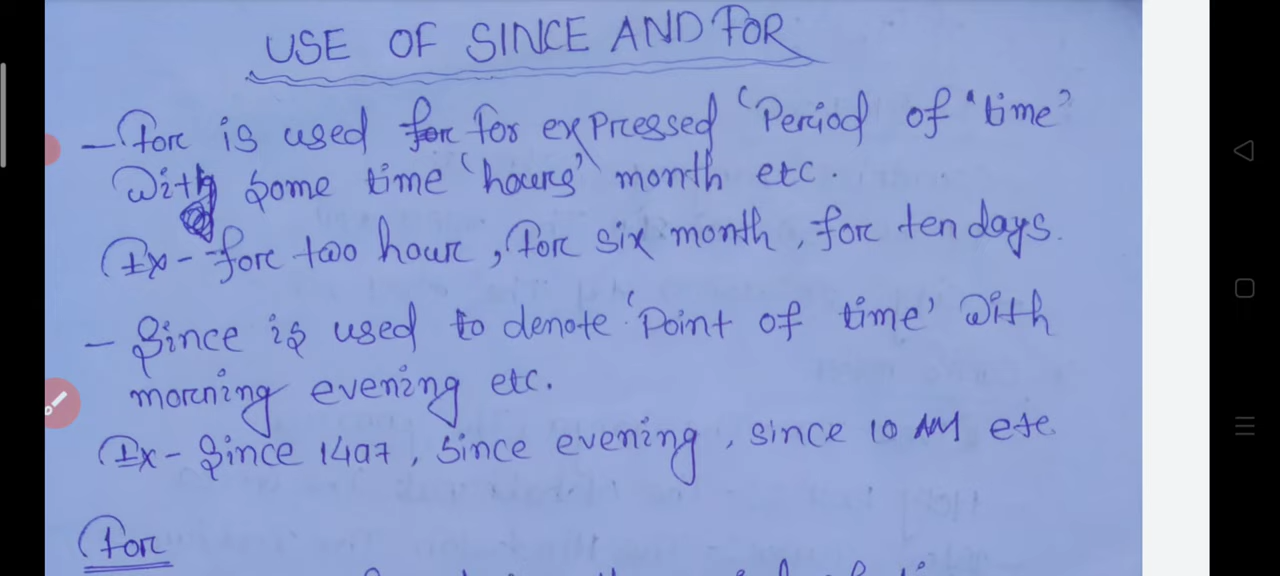 USE OF SINCE AND FOR
- For is used for for expressed 'Period of 'time'
With some time 'hours' month etc.
Ex - for two hour, for six month, for ten days.
- Since is used to denote 'Point of time' With
morning evening etc.
Ex - Since 1497, since evening, since 10 AM etc
For